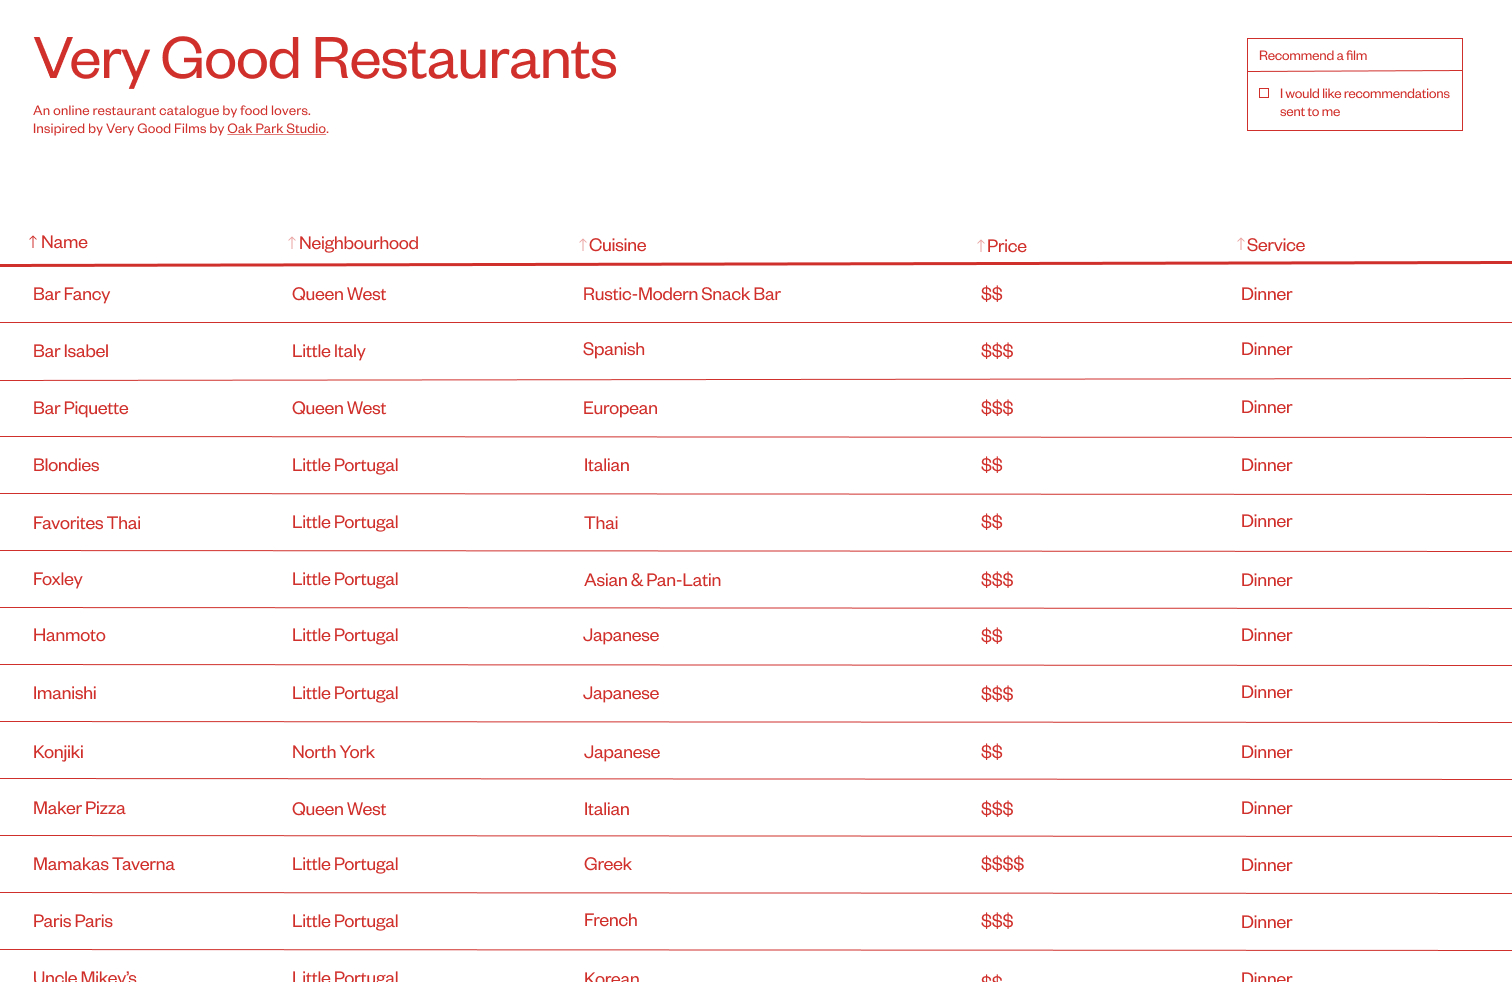 Very Good Restaurants
An online restaurant catalogue by food lovers.
Insipired by Very Good Films by Oak Park Studio.
Recommend a film
I would like recommendations
sent to me
↑ Name ↑ Neighbourhood ↑ Cuisine ↑ Price ↑ Service
Bar Fancy Queen West Rustic-Modern Snack Bar $$ Dinner
Bar Isabel Little Italy Spanish $$$ Dinner
Bar Piquette Queen West European $$$ Dinner
Blondies Little Portugal Italian $$ Dinner
Favorites Thai Little Portugal Thai $$ Dinner
Foxley Little Portugal Asian & Pan-Latin $$$ Dinner
Hanmoto Little Portugal Japanese $$ Dinner
Imanishi Little Portugal Japanese $$$ Dinner
Konjiki North York Japanese $$ Dinner
Maker Pizza Queen West Italian $$$ Dinner
Mamakas Taverna Little Portugal Greek $$$$ Dinner
Paris Paris Little Portugal French $$$ Dinner
Uncle Mikey’s Little Portugal Korean $$ Dinner